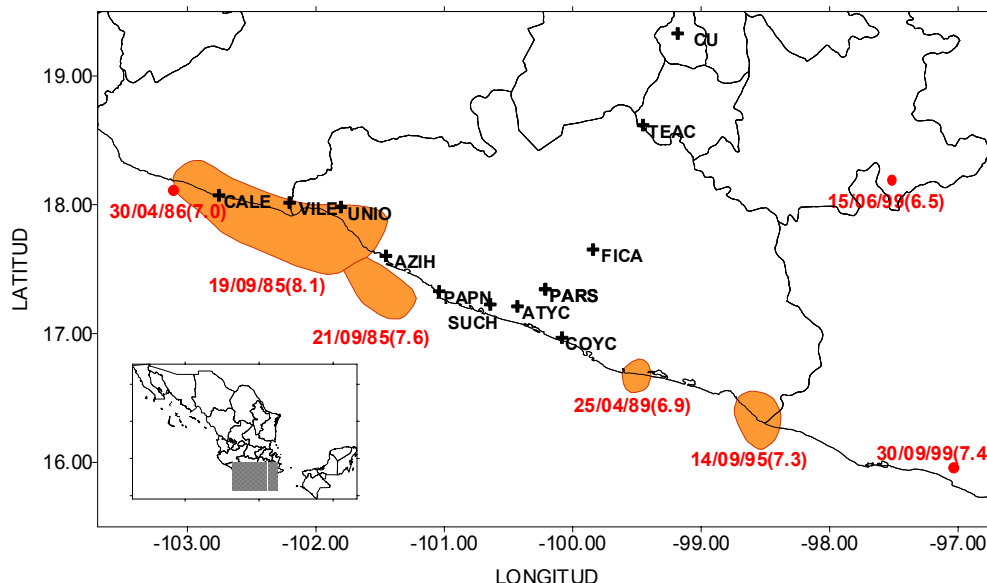 CU
19.00
TEAC
18.00
CALE
VILE
UNIO
30/04/86(7.0)
15/06/99(6.5)
LATITUD
AZIH
FICA
19/09/85(8.1)
PAPN
PARS
SUCH
ATYC
21/09/85(7.6)
17.00
COYC
25/04/89(6.9)
14/09/95(7.3)
30/09/99(7.4
16.00
-103.00
-102.00
-101.00
-100.00
-99.00
-98.00
-97.00
LONGITUD